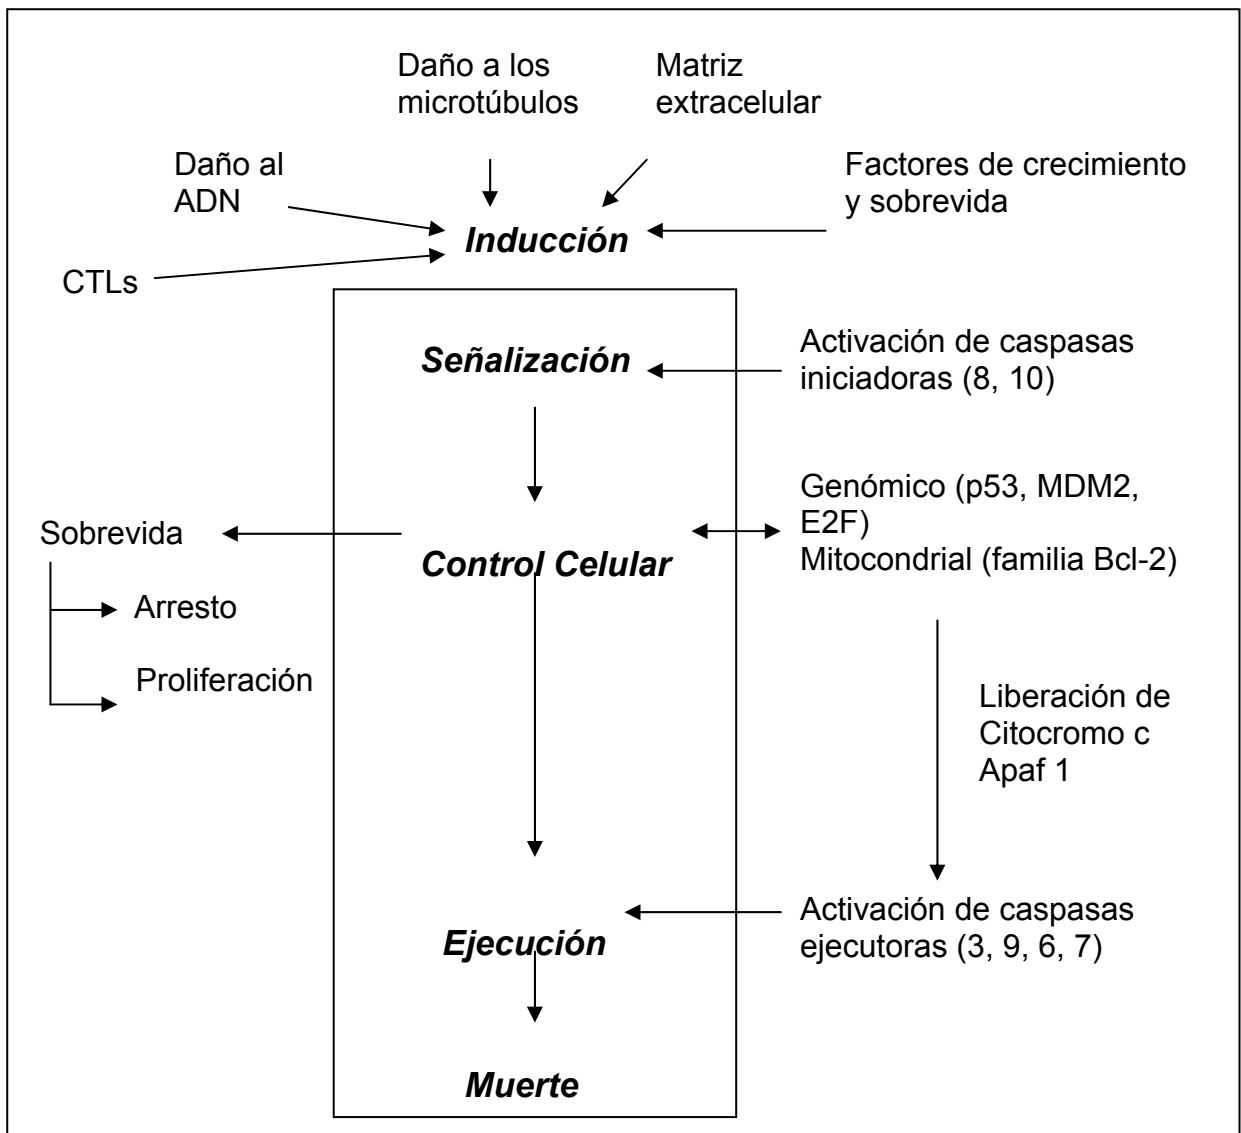 Daño a los
microtúbulos
Matriz
extracelular
Daño al
ADN
Factores de crecimiento
y sobrevida
Inducción
CTLs
Señalización
Activación de caspasas
iniciadoras (8, 10)
Genómico (p53, MDM2,
E2F)
Mitocondrial (familia Bcl-2)
Sobrevida
Control Celular
Arresto
Proliferación
Liberación de
Citocromo c
Apaf 1
Activación de caspasas
ejecutoras (3, 9, 6, 7)
Ejecución
Muerte